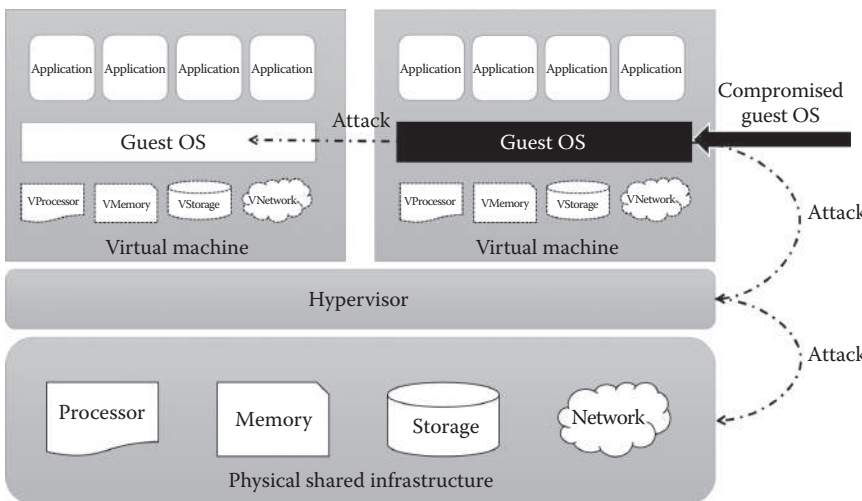 Application Application Application Application
Application Application Application Application
Compromised
guest OS
Attack
Guest OS
Guest OS
VProcessor VMemory VStorage VNetwork
VProcessor VMemory VStorage VNetwork
Attack
Virtual machine
Virtual machine
Hypervisor
Attack
Processor
Memory
Storage
Network
Physical shared infrastructure